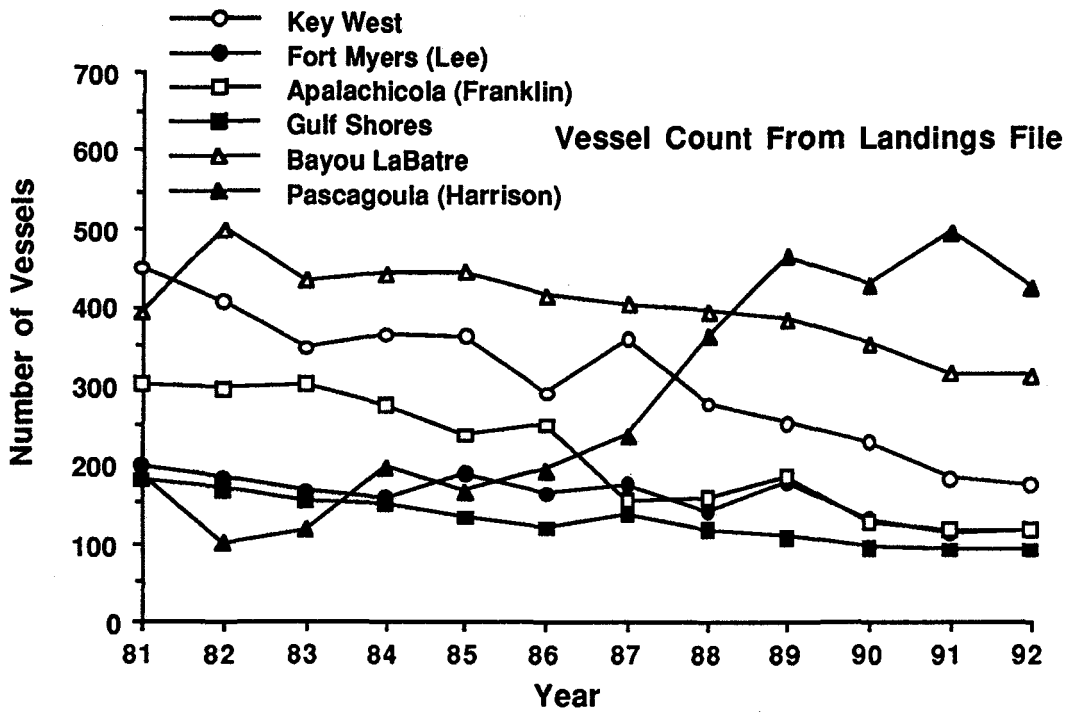 Key West
Fort Myers (Lee)
Apalachicola (Franklin)
Gulf Shores
Bayou LaBatre
Pascagoula (Harrison)
Vessel Count From Landings File
Number of Vessels
700
600
500
400
300
200
100
0
81 82 83 84 85 86 87 88 89 90 91 92
Year